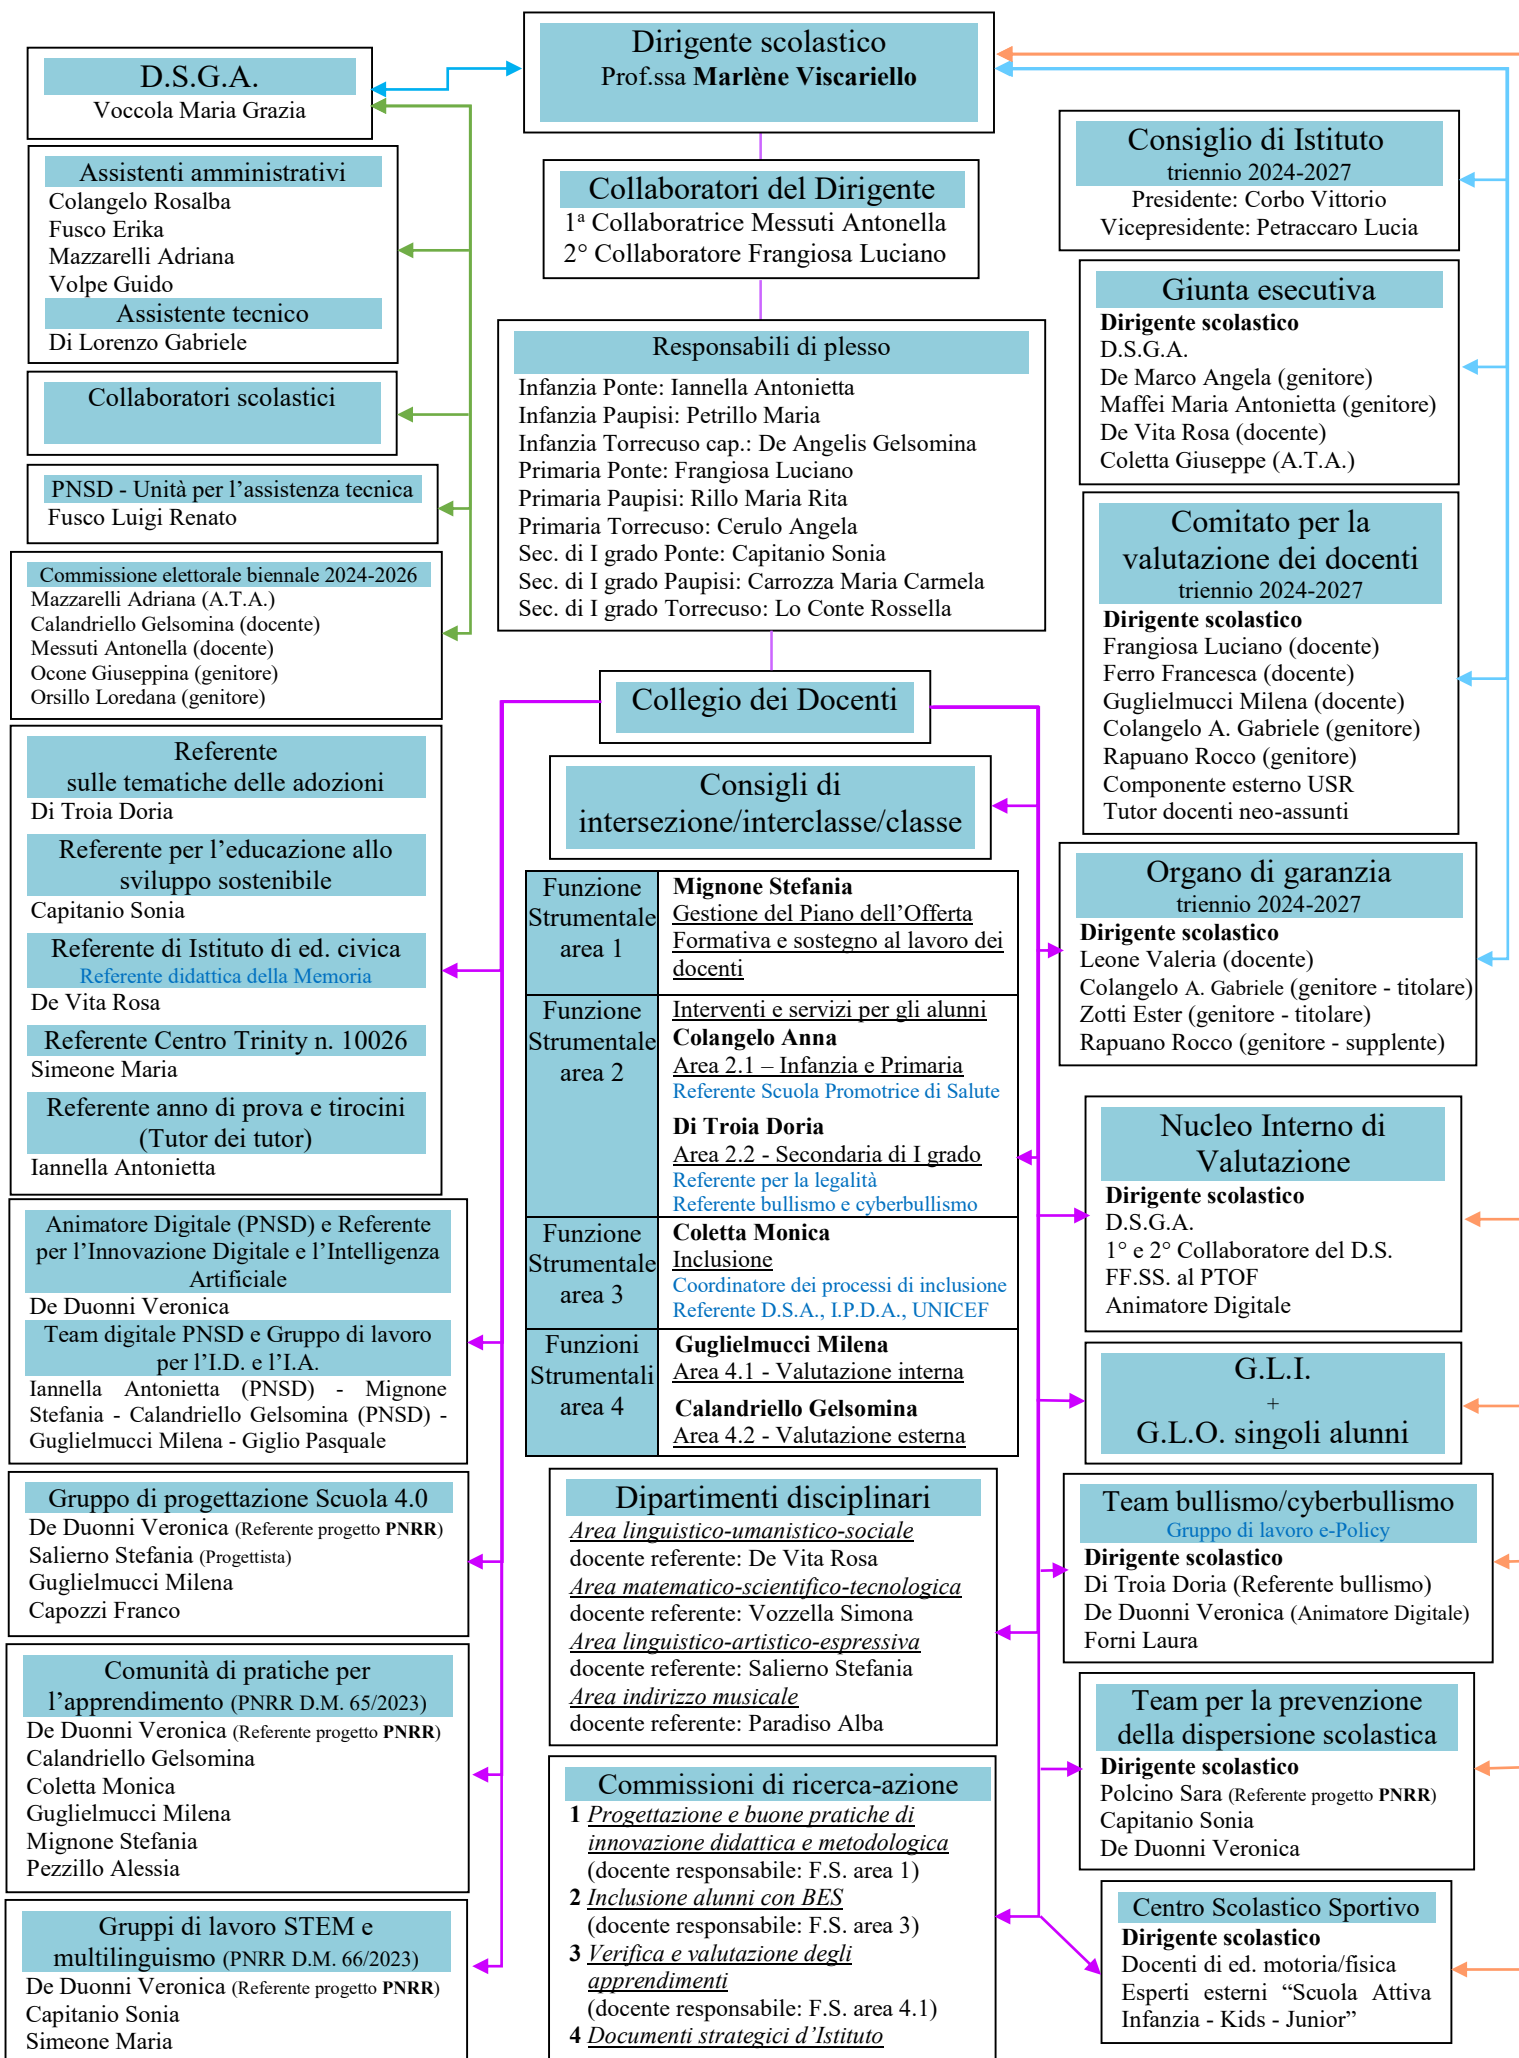 Dirigente scolastico
Prof.ssa Marlène Viscariello
D.S.G.A.
Voccola Maria Grazia
Assistenti amministrativi
Colangelo Rosalba
Fusco Erika
Mazzarelli Adriana
Volpe Guido
Assistente tecnico
Di Lorenzo Gabriele
Collaboratori scolastici
PNSD - Unità per l’assistenza tecnica
Fusco Luigi Renato
Commissione elettorale biennale 2024-2026
Mazzarelli Adriana (A.T.A.)
Calandriello Gelsomina (docente)
Messuti Antonella (docente)
Ocone Giuseppina (genitore)
Orsillo Loredana (genitore)
Referente
sulle tematiche delle adozioni
Di Troia Doria
Referente per l’educazione allo
sviluppo sostenibile
Capitanio Sonia
Referente di Istituto di ed. civica
Referente didattica della Memoria
De Vita Rosa
Referente Centro Trinity n. 10026
Simeone Maria
Referente anno di prova e tirocini
(Tutor dei tutor)
Iannella Antonietta
Animatore Digitale (PNSD) e Referente
per l’Innovazione Digitale e l’Intelligenza
Artificiale
De Duonni Veronica
Team digitale PNSD e Gruppo di lavoro
per l’I.D. e l’I.A.
Iannella Antonietta (PNSD) - Mignone
Stefania - Calandriello Gelsomina (PNSD) -
Guglielmucci Milena - Giglio Pasquale
Gruppo di progettazione Scuola 4.0
De Duonni Veronica (Referente progetto PNRR)
Salierno Stefania (Progettista)
Guglielmucci Milena
Capozzi Franco
Comunità di pratiche per
l’apprendimento (PNRR D.M. 65/2023)
De Duonni Veronica (Referente progetto PNRR)
Calandriello Gelsomina
Coletta Monica
Guglielmucci Milena
Mignone Stefania
Pezzillo Alessia
Gruppi di lavoro STEM e
multilinguismo (PNRR D.M. 66/2023)
De Duonni Veronica (Referente progetto PNRR)
Capitanio Sonia
Simeone Maria
Collaboratori del Dirigente
1ª Collaboratrice Messuti Antonella
2° Collaboratore Frangiosa Luciano
Responsabili di plesso
Infanzia Ponte: Iannella Antonietta
Infanzia Paupisi: Petrillo Maria
Infanzia Torrecuso cap.: De Angelis Gelsomina
Primaria Ponte: Frangiosa Luciano
Primaria Paupisi: Rillo Maria Rita
Primaria Torrecuso: Cerulo Angela
Sec. di I grado Ponte: Capitanio Sonia
Sec. di I grado Paupisi: Carrozza Maria Carmela
Sec. di I grado Torrecuso: Lo Conte Rossella
Collegio dei Docenti
Consigli di
intersezione/interclasse/classe
Funzione
Strumentale
area 1
Mignone Stefania
Gestione del Piano dell’Offerta
Formativa e sostegno al lavoro dei
docenti
Funzione
Strumentale
area 2
Interventi e servizi per gli alunni
Colangelo Anna
Area 2.1 – Infanzia e Primaria
Referente Scuola Promotrice di Salute
Di Troia Doria
Area 2.2 - Secondaria di I grado
Referente per la legalità
Referente bullismo e cyberbullismo
Funzione
Strumentale
area 3
Coletta Monica
Inclusione
Coordinatore dei processi di inclusione
Referente D.S.A., I.P.D.A., UNICEF
Funzioni
Strumentali
area 4
Guglielmucci Milena
Area 4.1 - Valutazione interna
Calandriello Gelsomina
Area 4.2 - Valutazione esterna
Dipartimenti disciplinari
Area linguistico-umanistico-sociale
docente referente: De Vita Rosa
Area matematico-scientifico-tecnologica
docente referente: Vozzella Simona
Area linguistico-artistico-espressiva
docente referente: Salierno Stefania
Area indirizzo musicale
docente referente: Paradiso Alba
Commissioni di ricerca-azione
1 Progettazione e buone pratiche di
innovazione didattica e metodologica
(docente responsabile: F.S. area 1)
2 Inclusione alunni con BES
(docente responsabile: F.S. area 3)
3 Verifica e valutazione degli
apprendimenti
(docente responsabile: F.S. area 4.1)
4 Documenti strategici d’Istituto
Consiglio di Istituto
triennio 2024-2027
Presidente: Corbo Vittorio
Vicepresidente: Petraccaro Lucia
Giunta esecutiva
Dirigente scolastico
D.S.G.A.
De Marco Angela (genitore)
Maffei Maria Antonietta (genitore)
De Vita Rosa (docente)
Coletta Giuseppe (A.T.A.)
Comitato per la
valutazione dei docenti
triennio 2024-2027
Dirigente scolastico
Frangiosa Luciano (docente)
Ferro Francesca (docente)
Guglielmucci Milena (docente)
Colangelo A. Gabriele (genitore)
Rapuano Rocco (genitore)
Componente esterno USR
Tutor docenti neo-assunti
Organo di garanzia
triennio 2024-2027
Dirigente scolastico
Leone Valeria (docente)
Colangelo A. Gabriele (genitore - titolare)
Zotti Ester (genitore - titolare)
Rapuano Rocco (genitore - supplente)
Nucleo Interno di
Valutazione
Dirigente scolastico
D.S.G.A.
1° e 2° Collaboratore del D.S.
FF.SS. al PTOF
Animatore Digitale
G.L.I.
+
G.L.O. singoli alunni
Team bullismo/cyberbullismo
Gruppo di lavoro e-Policy
Dirigente scolastico
Di Troia Doria (Referente bullismo)
De Duonni Veronica (Animatore Digitale)
Forni Laura
Team per la prevenzione
della dispersione scolastica
Dirigente scolastico
Polcino Sara (Referente progetto PNRR)
Capitanio Sonia
De Duonni Veronica
Centro Scolastico Sportivo
Dirigente scolastico
Docenti di ed. motoria/fisica
Esperti esterni “Scuola Attiva
Infanzia - Kids - Junior”